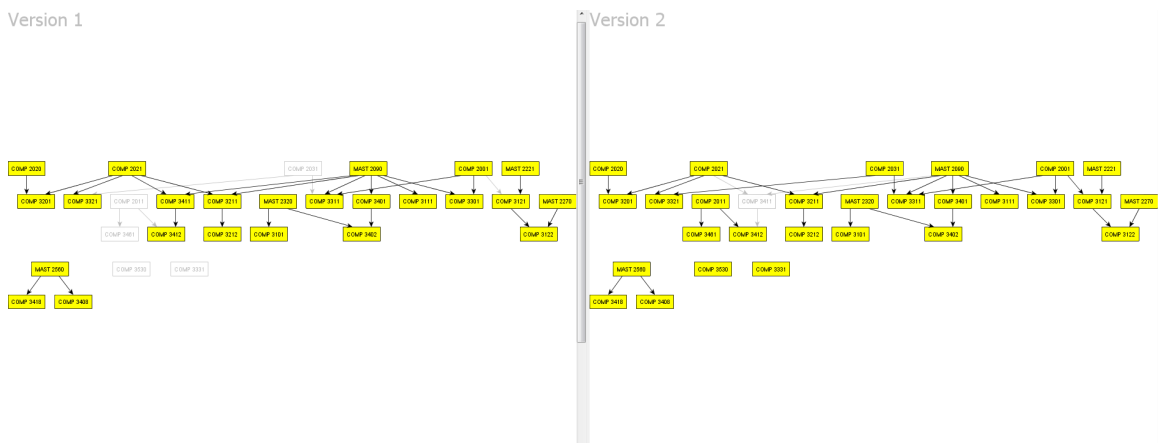 Version 1
COMP 2020
COMP 2021
COMP 2031
MAST 2090
COMP 2001
MAST 2221
COMP 3201
COMP 3321
COMP 2011
COMP 3411
COMP 3211
MAST 2320
COMP 3311
COMP 3401
COMP 3111
COMP 3301
COMP 3121
MAST 2270
COMP 3461
COMP 3412
COMP 3212
COMP 3101
COMP 3402
COMP 3122
MAST 2560
COMP 3530
COMP 3331
COMP 3418
COMP 3408
Version 2
COMP 2020
COMP 2021
COMP 2031
MAST 2090
COMP 2001
MAST 2221
COMP 3201
COMP 3321
COMP 2011
COMP 3411
COMP 3211
MAST 2320
COMP 3311
COMP 3401
COMP 3111
COMP 3301
COMP 3121
MAST 2270
COMP 3461
COMP 3412
COMP 3212
COMP 3101
COMP 3402
COMP 3122
MAST 2560
COMP 3530
COMP 3331
COMP 3418
COMP 3408